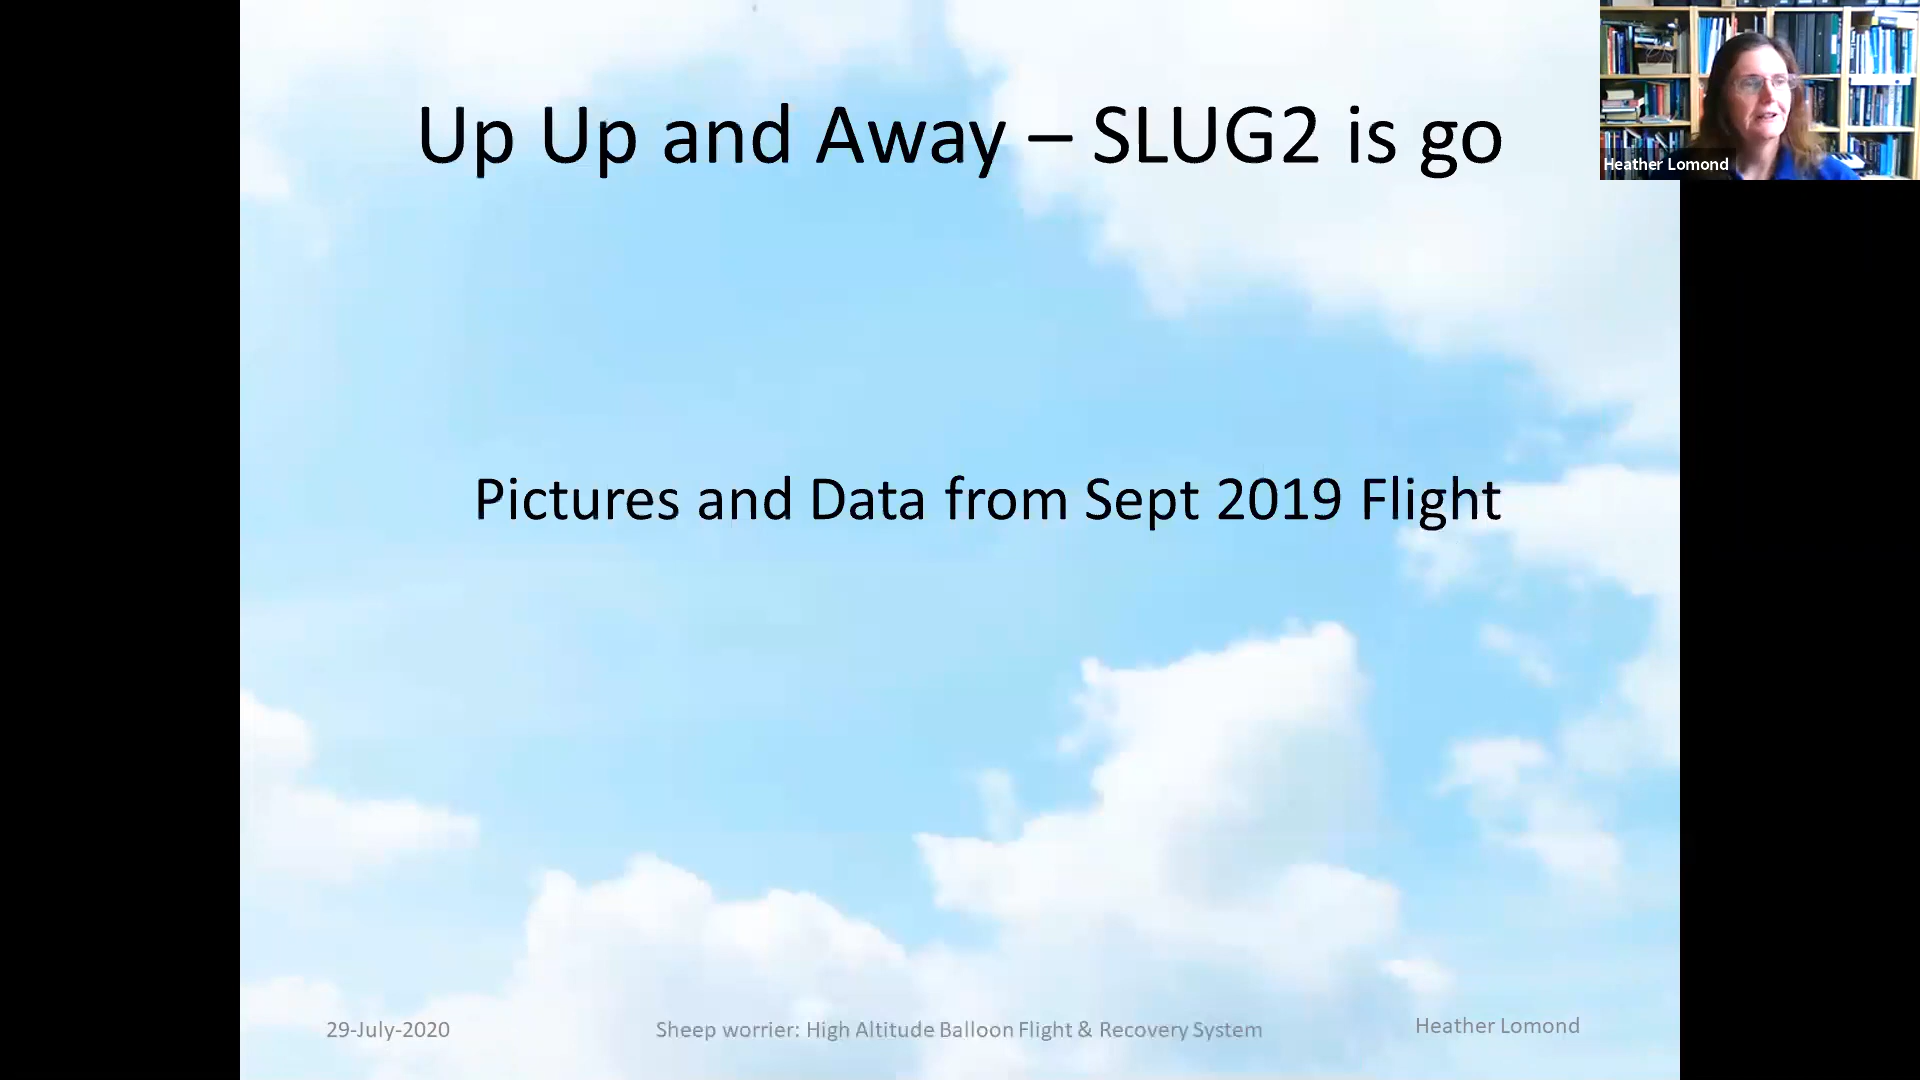 Up Up and Away – SLUG2 is go
Heather Lomond
Pictures and Data from Sept 2019 Flight
29-July-2020
Sheep worrier: High Altitude Balloon Flight & Recovery System
Heather Lomond